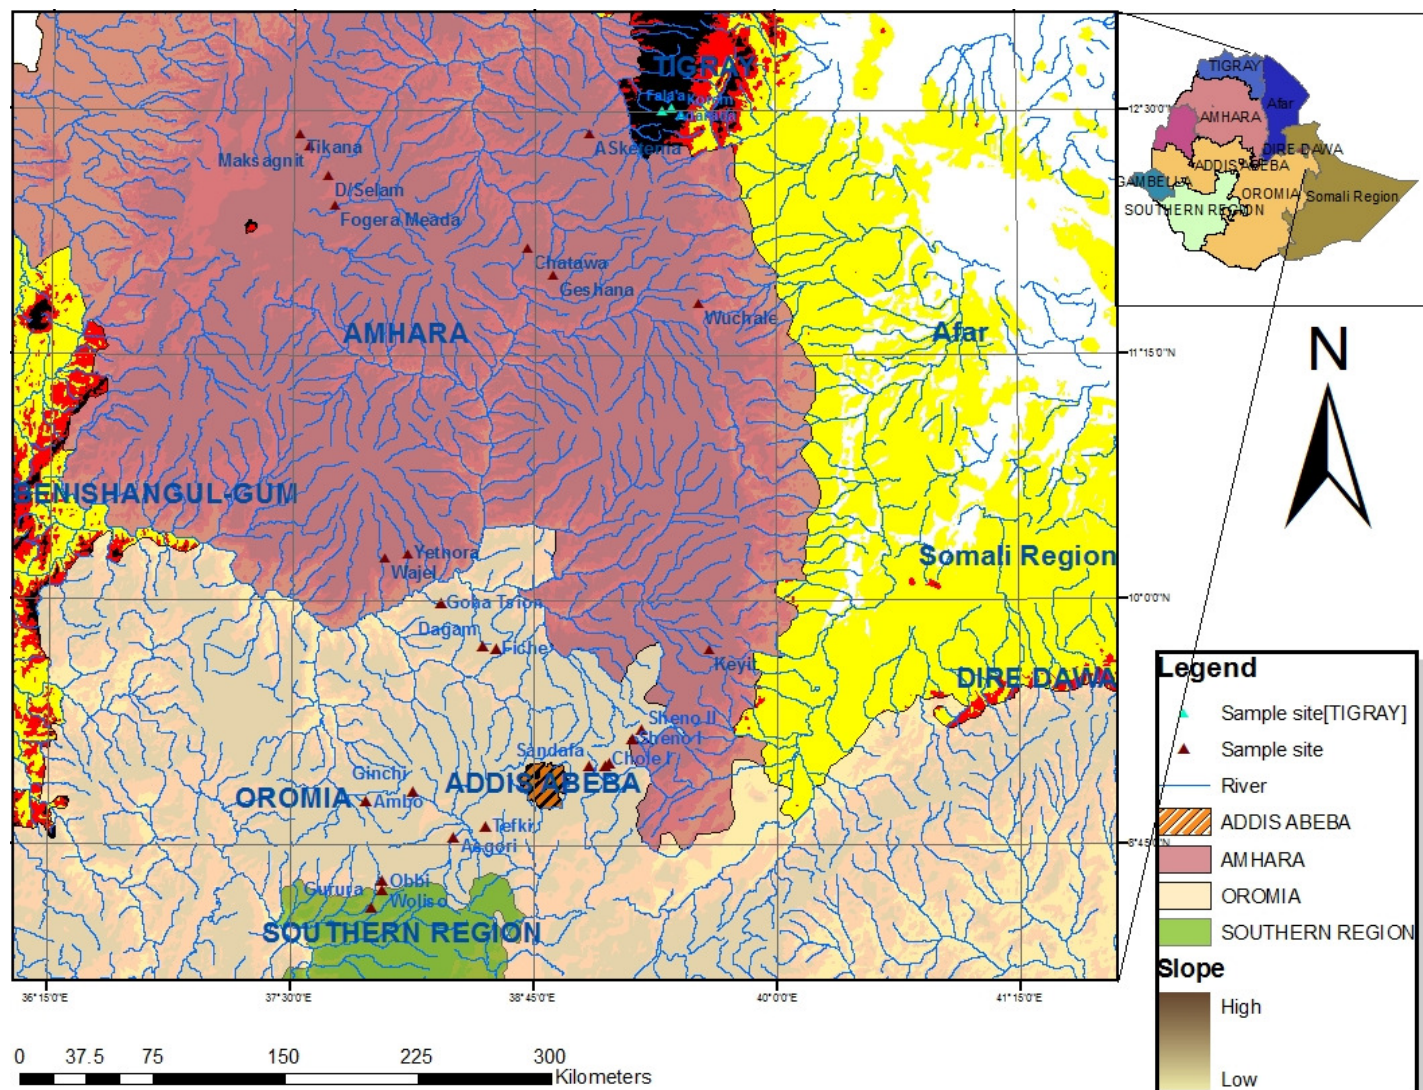 TIGRAY
Fala'a
Korem
TIGRAY
Afar
AMHARA
DIRE DAWA
ADDIS ABEBA
GAMBELLA
OROMIA
Somali Region
SOUTHERN REGION
12°30'0"N
Maksagnit
Tikana
D/Selam
Fogera Meada
Chatawa
Geshana
Wuchale
AMHARA
Afar
11°15'0"N
N
BENISHANGUL-GUM
Yetnora
Wajel
Somali Region
Goha Tsion
10°0'0"N
Dagam
Fiche
Keyit
DIRE DAWA
Sheno II
Sheno I
Sandafa
Chole I
Ginchi
ADDIS ABEBA
OROMIA
Ambo
Tefki
Asgori
8°45'0"N
Obbi
Gurura
Woliso
SOUTHERN REGION
36°15'0"E
37°30'0"E
38°45'0"E
40°0'0"E
41°15'0"E
0 37.5 75 150 225 300
Kilometers
Legend
Sample site[TIGRAY]
Sample site
River
ADDIS ABEBA
AMHARA
OROMIA
SOUTHERN REGION
Slope
High
Low